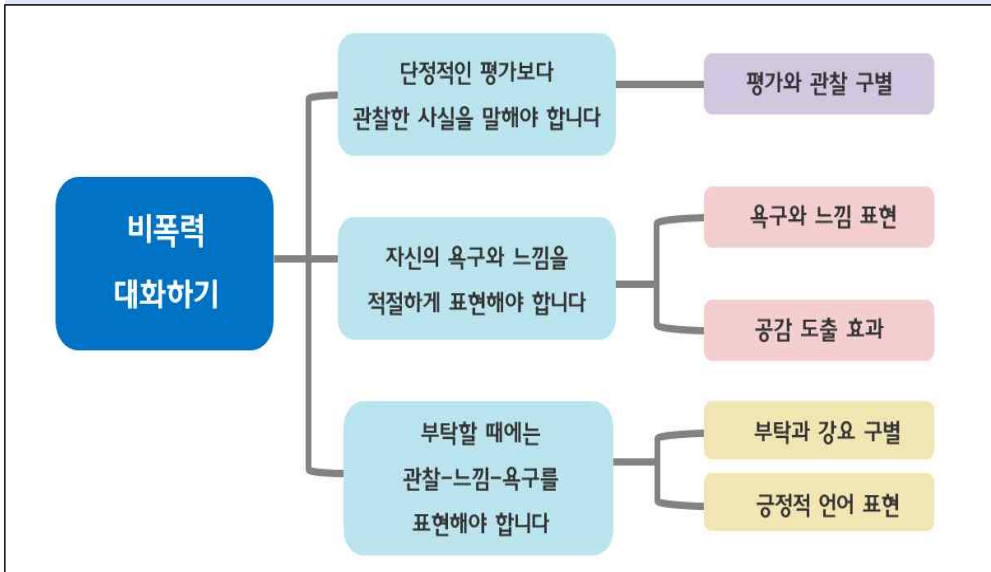 비폭력
대화하기
단정적인 평가보다
관찰한 사실을 말해야 합니다
평가와 관찰 구별
자신의 욕구와 느낌을
적절하게 표현해야 합니다
욕구와 느낌 표현
공감 도출 효과
부탁할 때에는
관찰-느낌-욕구를
표현해야 합니다
부탁과 강요 구별
긍정적 언어 표현